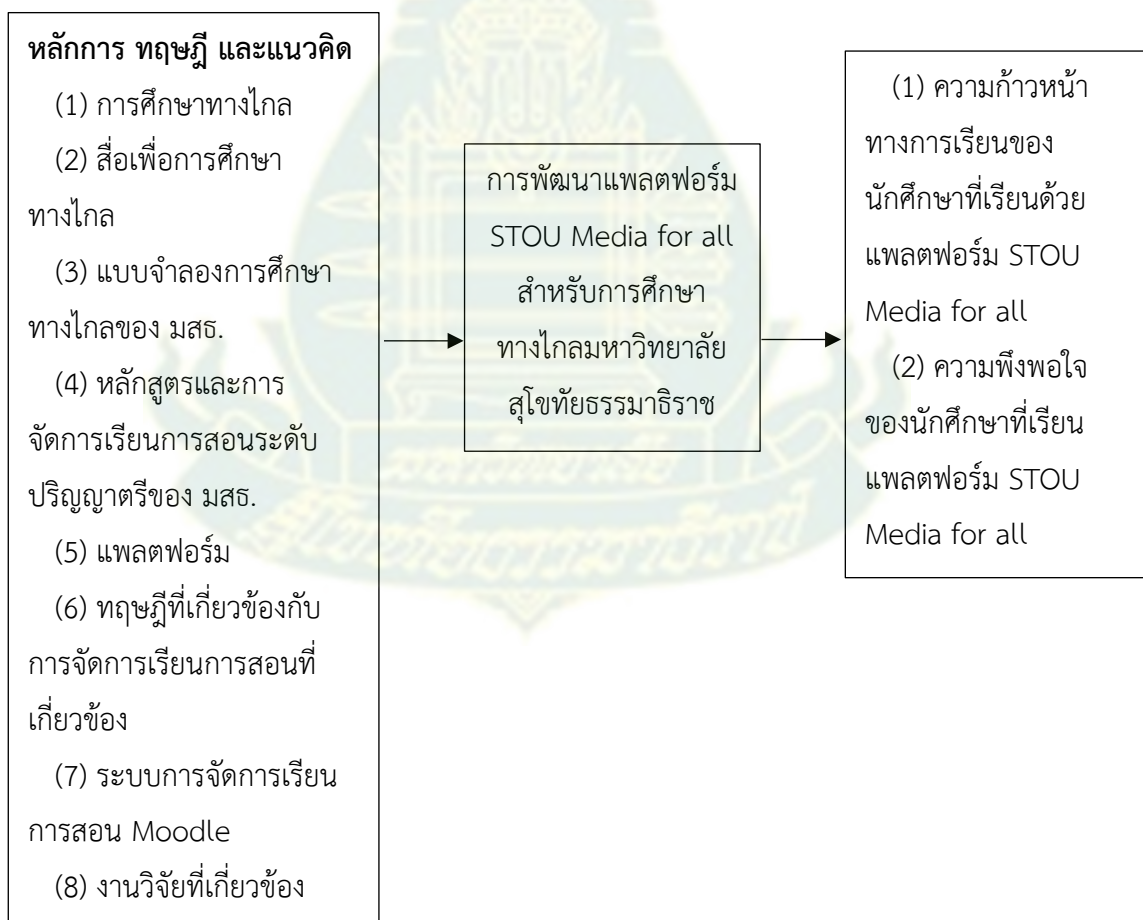 หลักการ ทฤษฎี และแนวคิด
(1) การศึกษาทางไกล
(2) สื่อเพื่อการศึกษา
ทางไกล
(3) แบบจำลองการศึกษา
ทางไกลของ มสธ.
(4) หลักสูตรและการ
จัดการเรียนการสอนระดับ
ปริญญาตรีของ มสธ.
(5) แพลตฟอร์ม
(6) ทฤษฎีที่เกี่ยวข้องกับ
การจัดการเรียนการสอนที่
เกี่ยวข้อง
(7) ระบบการจัดการเรียน
การสอน Moodle
(8) งานวิจัยที่เกี่ยวข้อง
การพัฒนาแพลตฟอร์ม
STOU Media for all
สำหรับการศึกษา
ทางไกลมหาวิทยาลัย
สุโขทัยธรรมาธิราช
(1) ความก้าวหน้า
ทางการเรียนของ
นักศึกษาที่เรียนด้วย
แพลตฟอร์ม STOU
Media for all
(2) ความพึงพอใจ
ของนักศึกษาที่เรียน
แพลตฟอร์ม STOU
Media for all